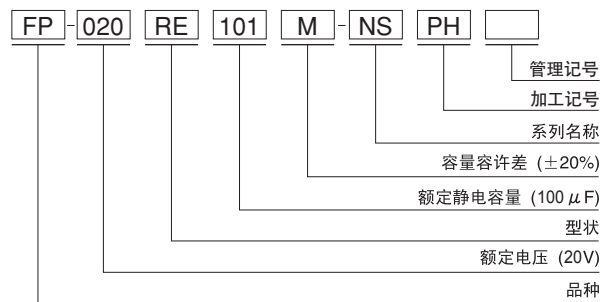 FP-020 RE 101 M-NS PH
管理记号
加工记号
系列名称
容量容许差 (±20%)
额定静电容量 (100μF)
型状
额定电压 (20V)
品种